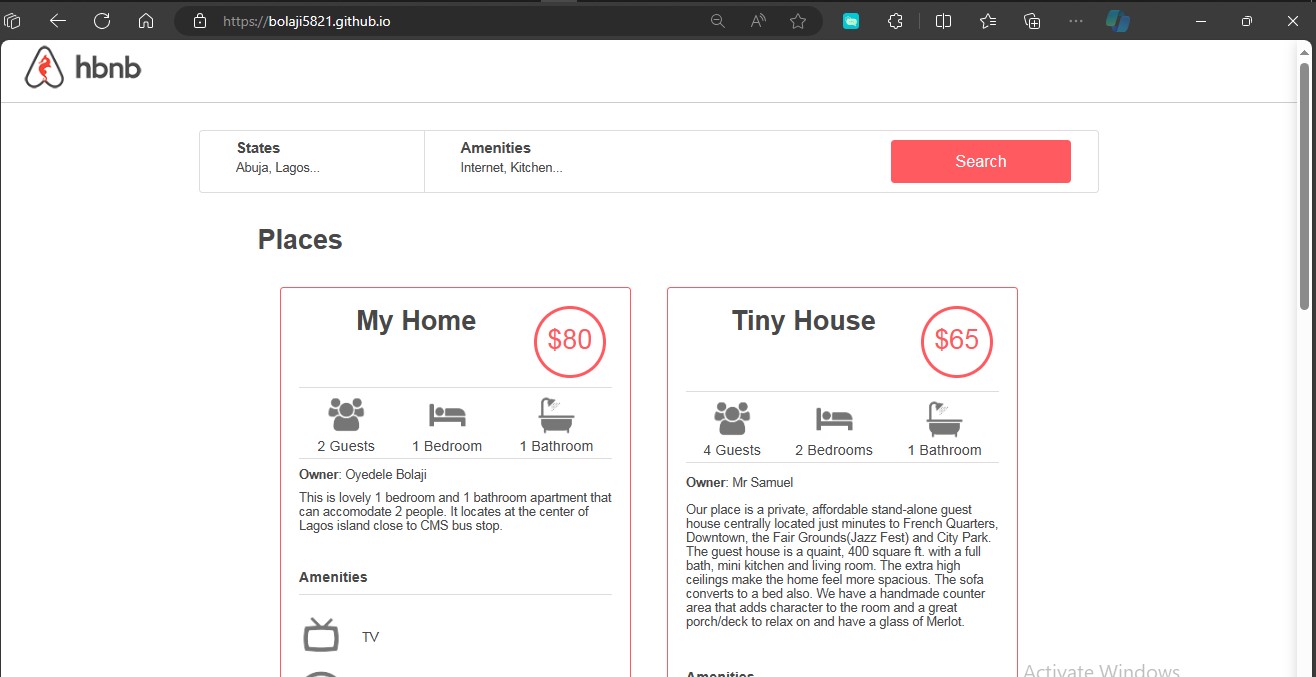 https://bolaji5821.github.io
hbnb
States
Abuja, Lagos...
Amenities
Internet, Kitchen...
Search
Places
My Home
$80
2 Guests
1 Bedroom
1 Bathroom
Owner: Oyedele Bolaji
This is lovely 1 bedroom and 1 bathroom apartment that
can accomodate 2 people. It locates at the center of
Lagos island close to CMS bus stop.
Amenities
TV
Tiny House
$65
4 Guests
2 Bedrooms
1 Bathroom
Owner: Mr Samuel
Our place is a private, affordable stand-alone guest
house centrally located just minutes to French Quarters,
Downtown, the Fair Grounds(Jazz Fest) and City Park.
The guest house is a quaint, 400 square ft. with a full
bath, mini kitchen and living room. The extra high
ceilings make the home feel more spacious. The sofa
converts to a bed also. We have a handmade counter
area that adds character to the room and a great
porch/deck to relax on and have a glass of Merlot.
Amenities
Activate Windows